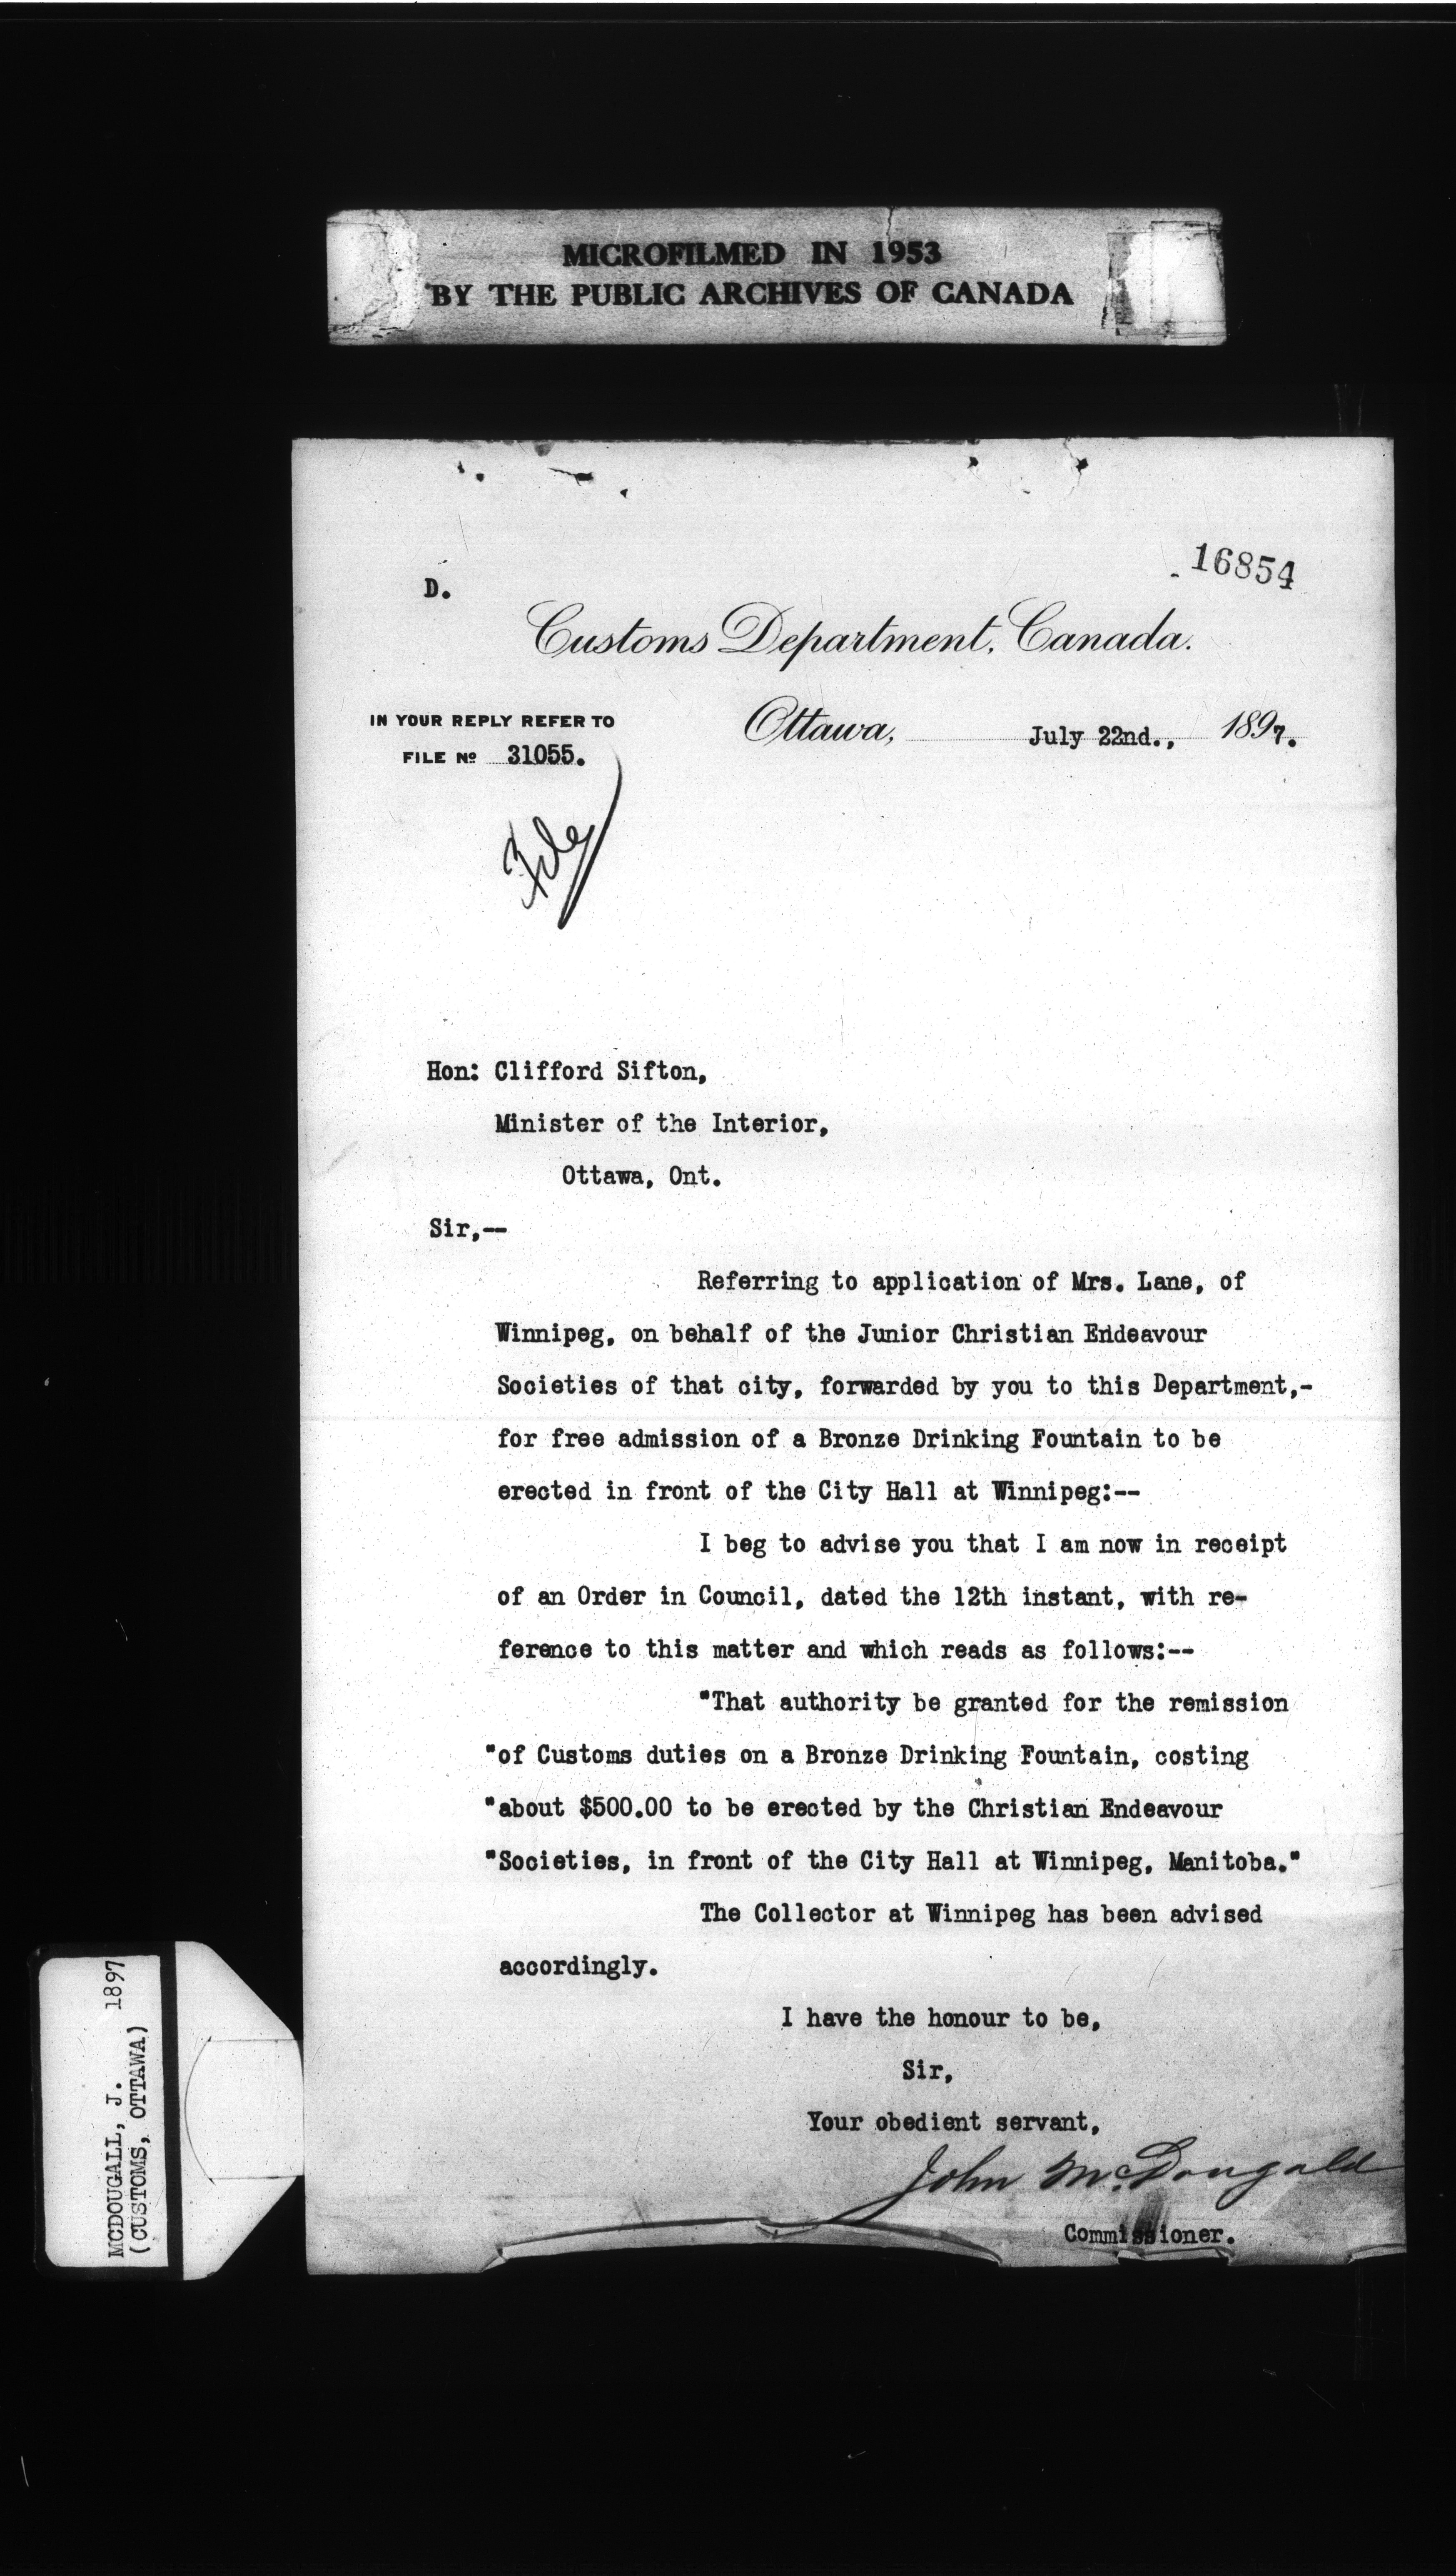 MICROFILMED IN 1953
BY THE PUBLIC ARCHIVES OF CANADA
16854
D.
Customs Department, Canada.
IN YOUR REPLY REFER TO
FILE No 31055.
Ottawa, July 22nd., 1897.
File
Hon: Clifford Sifton,
Minister of the Interior,
Ottawa, Ont.
Sir,--
Referring to application of Mrs. Lane, of
Winnipeg, on behalf of the Junior Christian Endeavour
Societies of that city, forwarded by you to this Department,-
for free admission of a Bronze Drinking Fountain to be
erected in front of the City Hall at Winnipeg:--
I beg to advise you that I am now in receipt
of an Order in Council, dated the 12th instant, with re-
ference to this matter and which reads as follows:--
"That authority be granted for the remission
"of Customs duties on a Bronze Drinking Fountain, costing
"about $500.00 to be erected by the Christian Endeavour
"Societies, in front of the City Hall at Winnipeg, Manitoba."
The Collector at Winnipeg has been advised
accordingly.
I have the honour to be,
Sir,
Your obedient servant,
John McDougald
Commissioner.
MCDOUGALL, J. 1897
(CUSTOMS, OTTAWA)